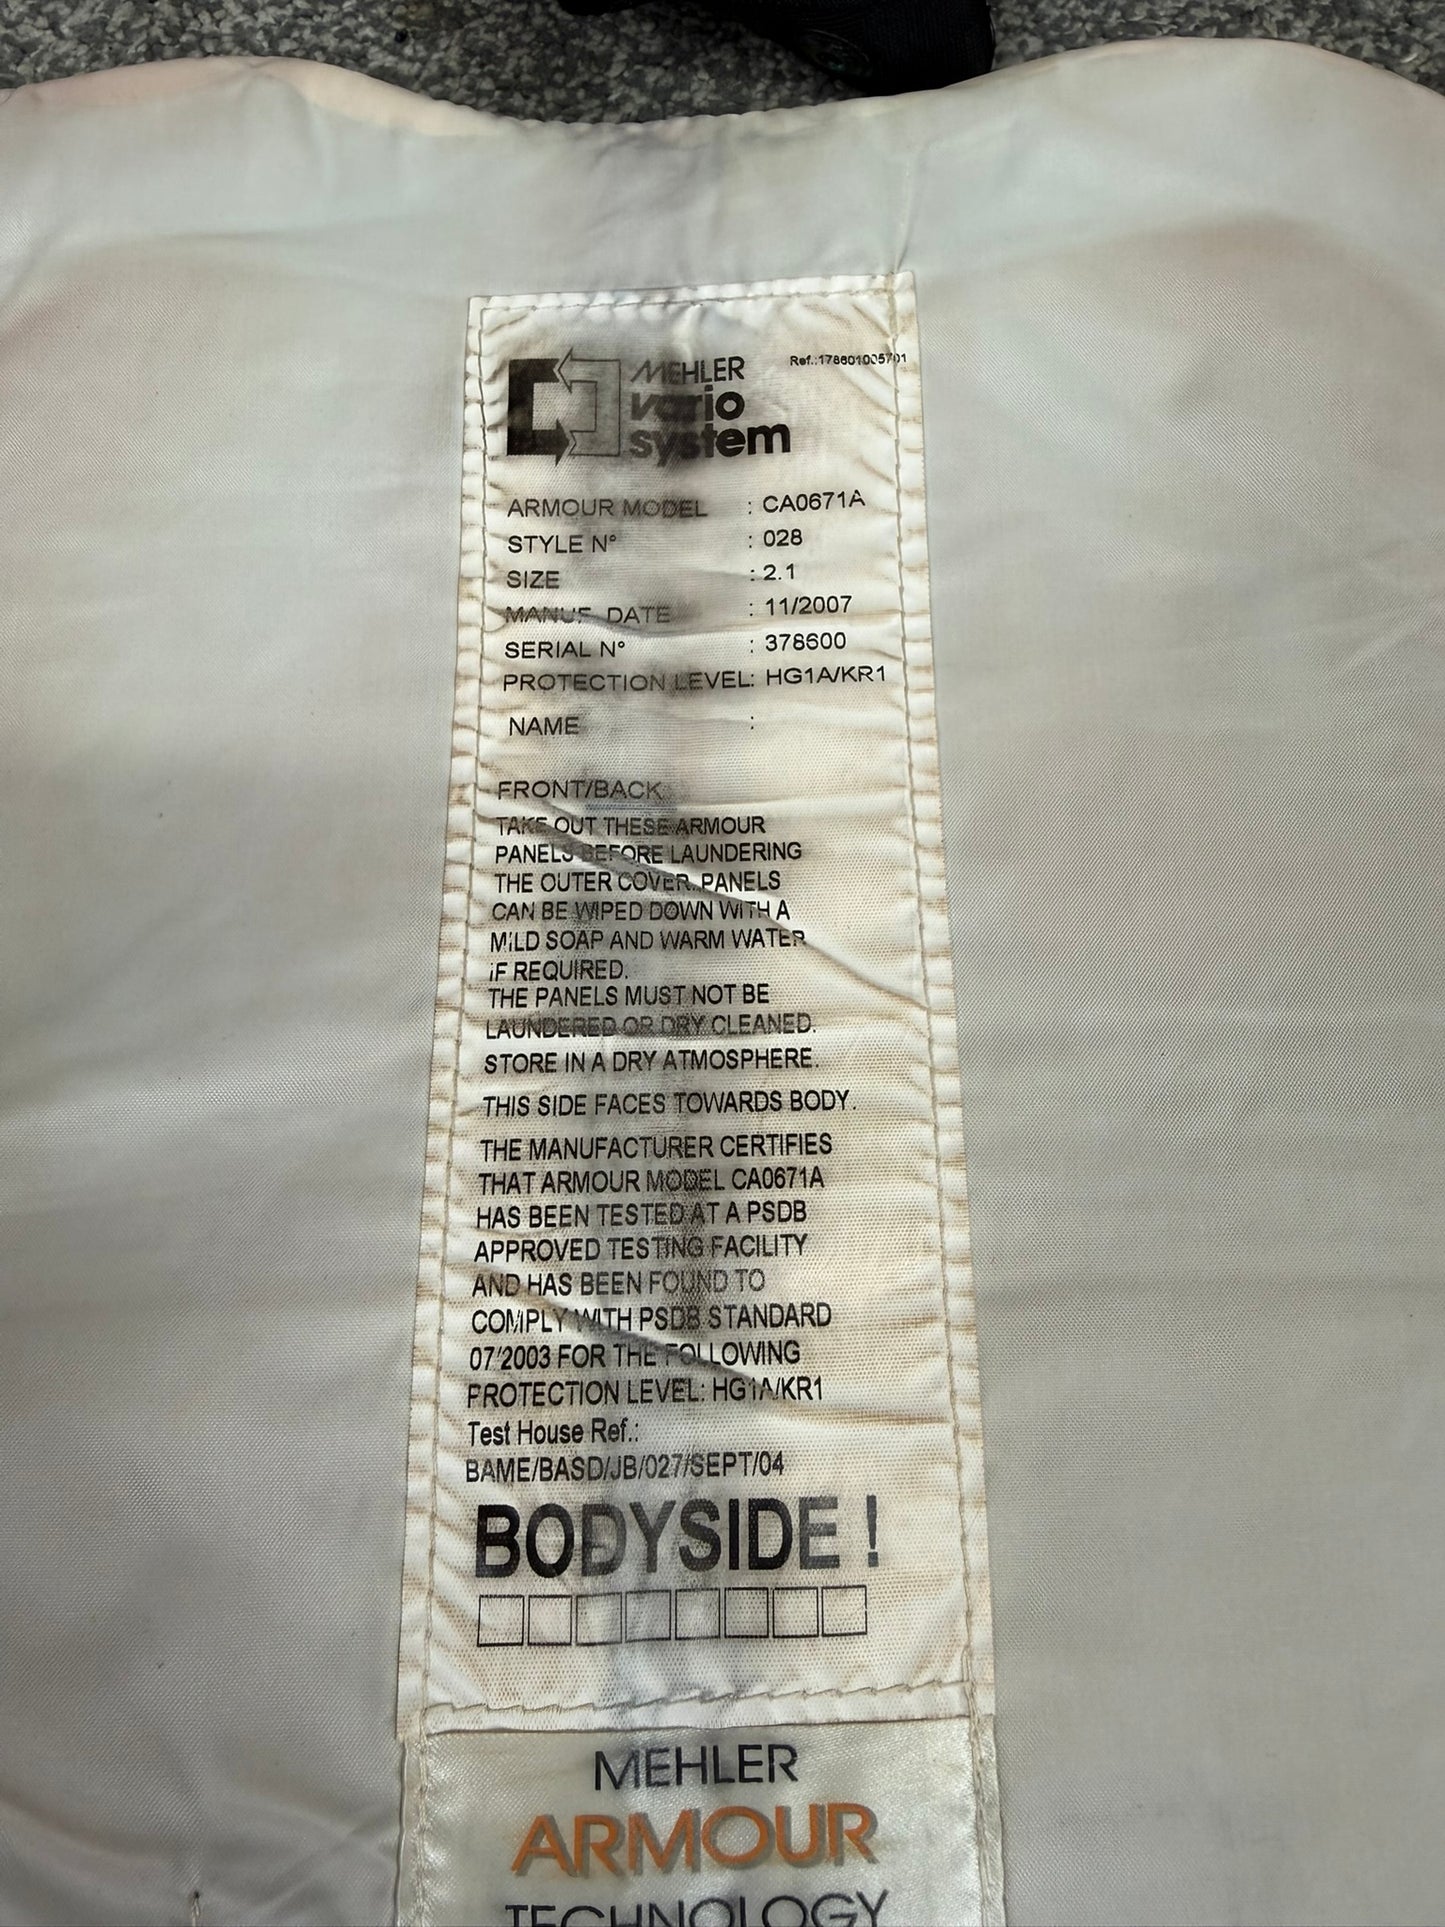 MEHLER
vario
system
Ref.:178601005701
ARMOUR MODEL : CA0671A
STYLE N° : 028
SIZE : 2.1
MANUF. DATE : 11/2007
SERIAL N° : 378600
PROTECTION LEVEL: HG1A/KR1
NAME :
FRONT/BACK
TAKE OUT THESE ARMOUR
PANELS BEFORE LAUNDERING
THE OUTER COVER. PANELS
CAN BE WIPED DOWN WITH A
MILD SOAP AND WARM WATER
IF REQUIRED.
THE PANELS MUST NOT BE
LAUNDERED OR DRY CLEANED.
STORE IN A DRY ATMOSPHERE.
THIS SIDE FACES TOWARDS BODY.
THE MANUFACTURER CERTIFIES
THAT ARMOUR MODEL CA0671A
HAS BEEN TESTED AT A PSDB
APPROVED TESTING FACILITY
AND HAS BEEN FOUND TO
COMPLY WITH PSDB STANDARD
07/2003 FOR THE FOLLOWING
PROTECTION LEVEL: HG1A/KR1
Test House Ref.:
BAME/BASD/JB/027/SEPT/04
BODYSIDE !
MEHLER
ARMOUR
TECHNOLOGY